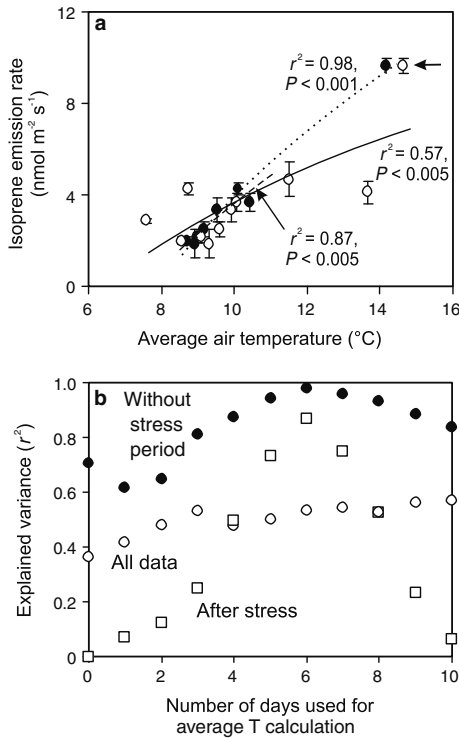 12
a
r² = 0.98,
P < 0.001
8
r² = 0.57,
P < 0.005
4
r² = 0.87,
P < 0.005
0
Isoprene emission rate
(nmol m⁻² s⁻¹)
6 8 10 12 14 16
Average air temperature (°C)
1.0
b
Without
stress
period
0.8
0.6
0.4
All data
0.2
After stress
0
Explained variance (r²)
0 2 4 6 8 10
Number of days used for
average T calculation